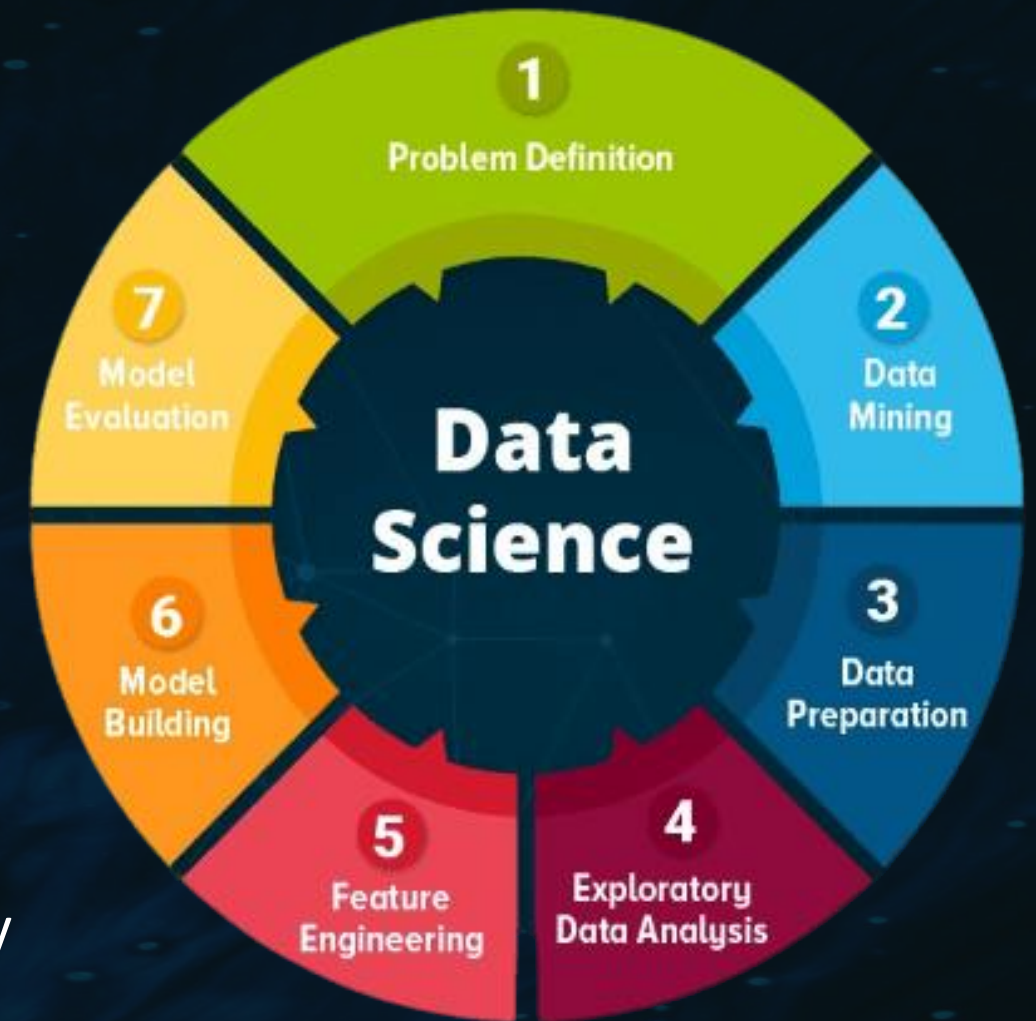 1
Problem Definition
2
Data
Mining
3
Data
Preparation
4
Exploratory
Data Analysis
5
Feature
Engineering
6
Model
Building
7
Model
Evaluation
Data
Science